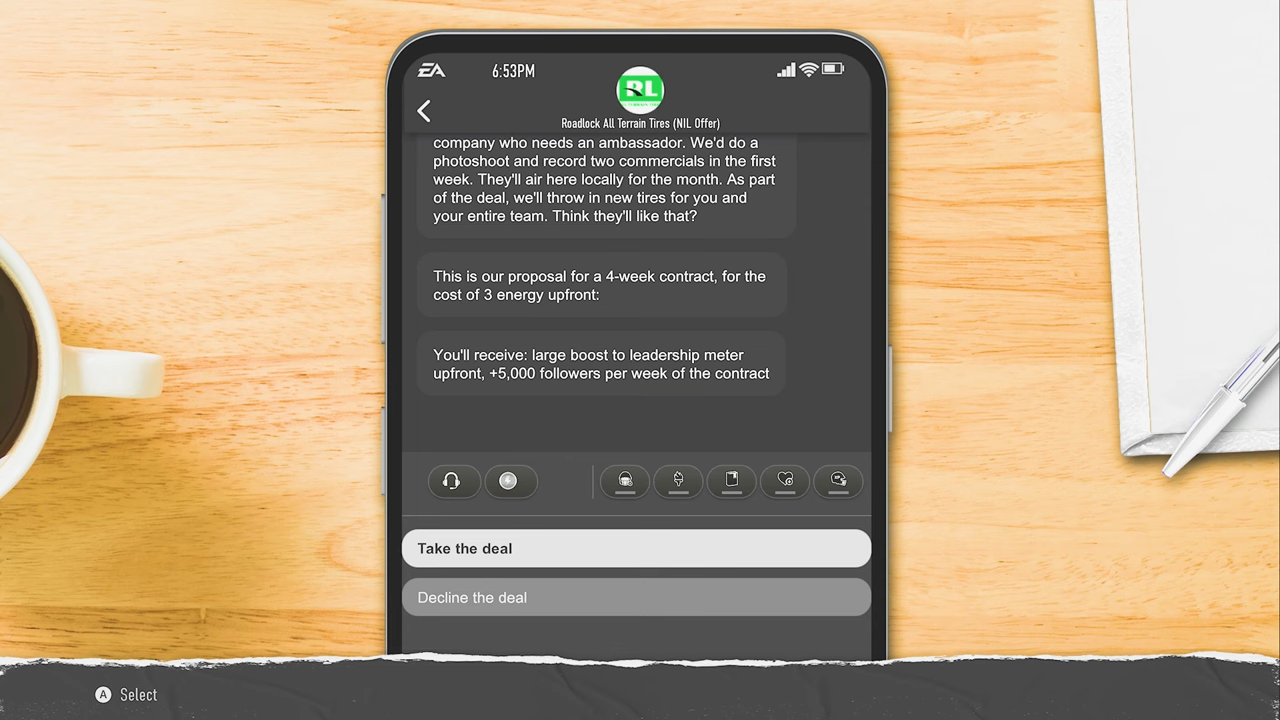 EA
6:53PM
RL
Roadlock All Terrain Tires (NIL Offer)
company who needs an ambassador. We'd do a
photoshoot and record two commercials in the first
week. They'll air here locally for the month. As part
of the deal, we'll throw in new tires for you and
your entire team. Think they'll like that?
This is our proposal for a 4-week contract, for the
cost of 3 energy upfront:
You'll receive: large boost to leadership meter
upfront, +5,000 followers per week of the contract
Take the deal
Decline the deal
A Select